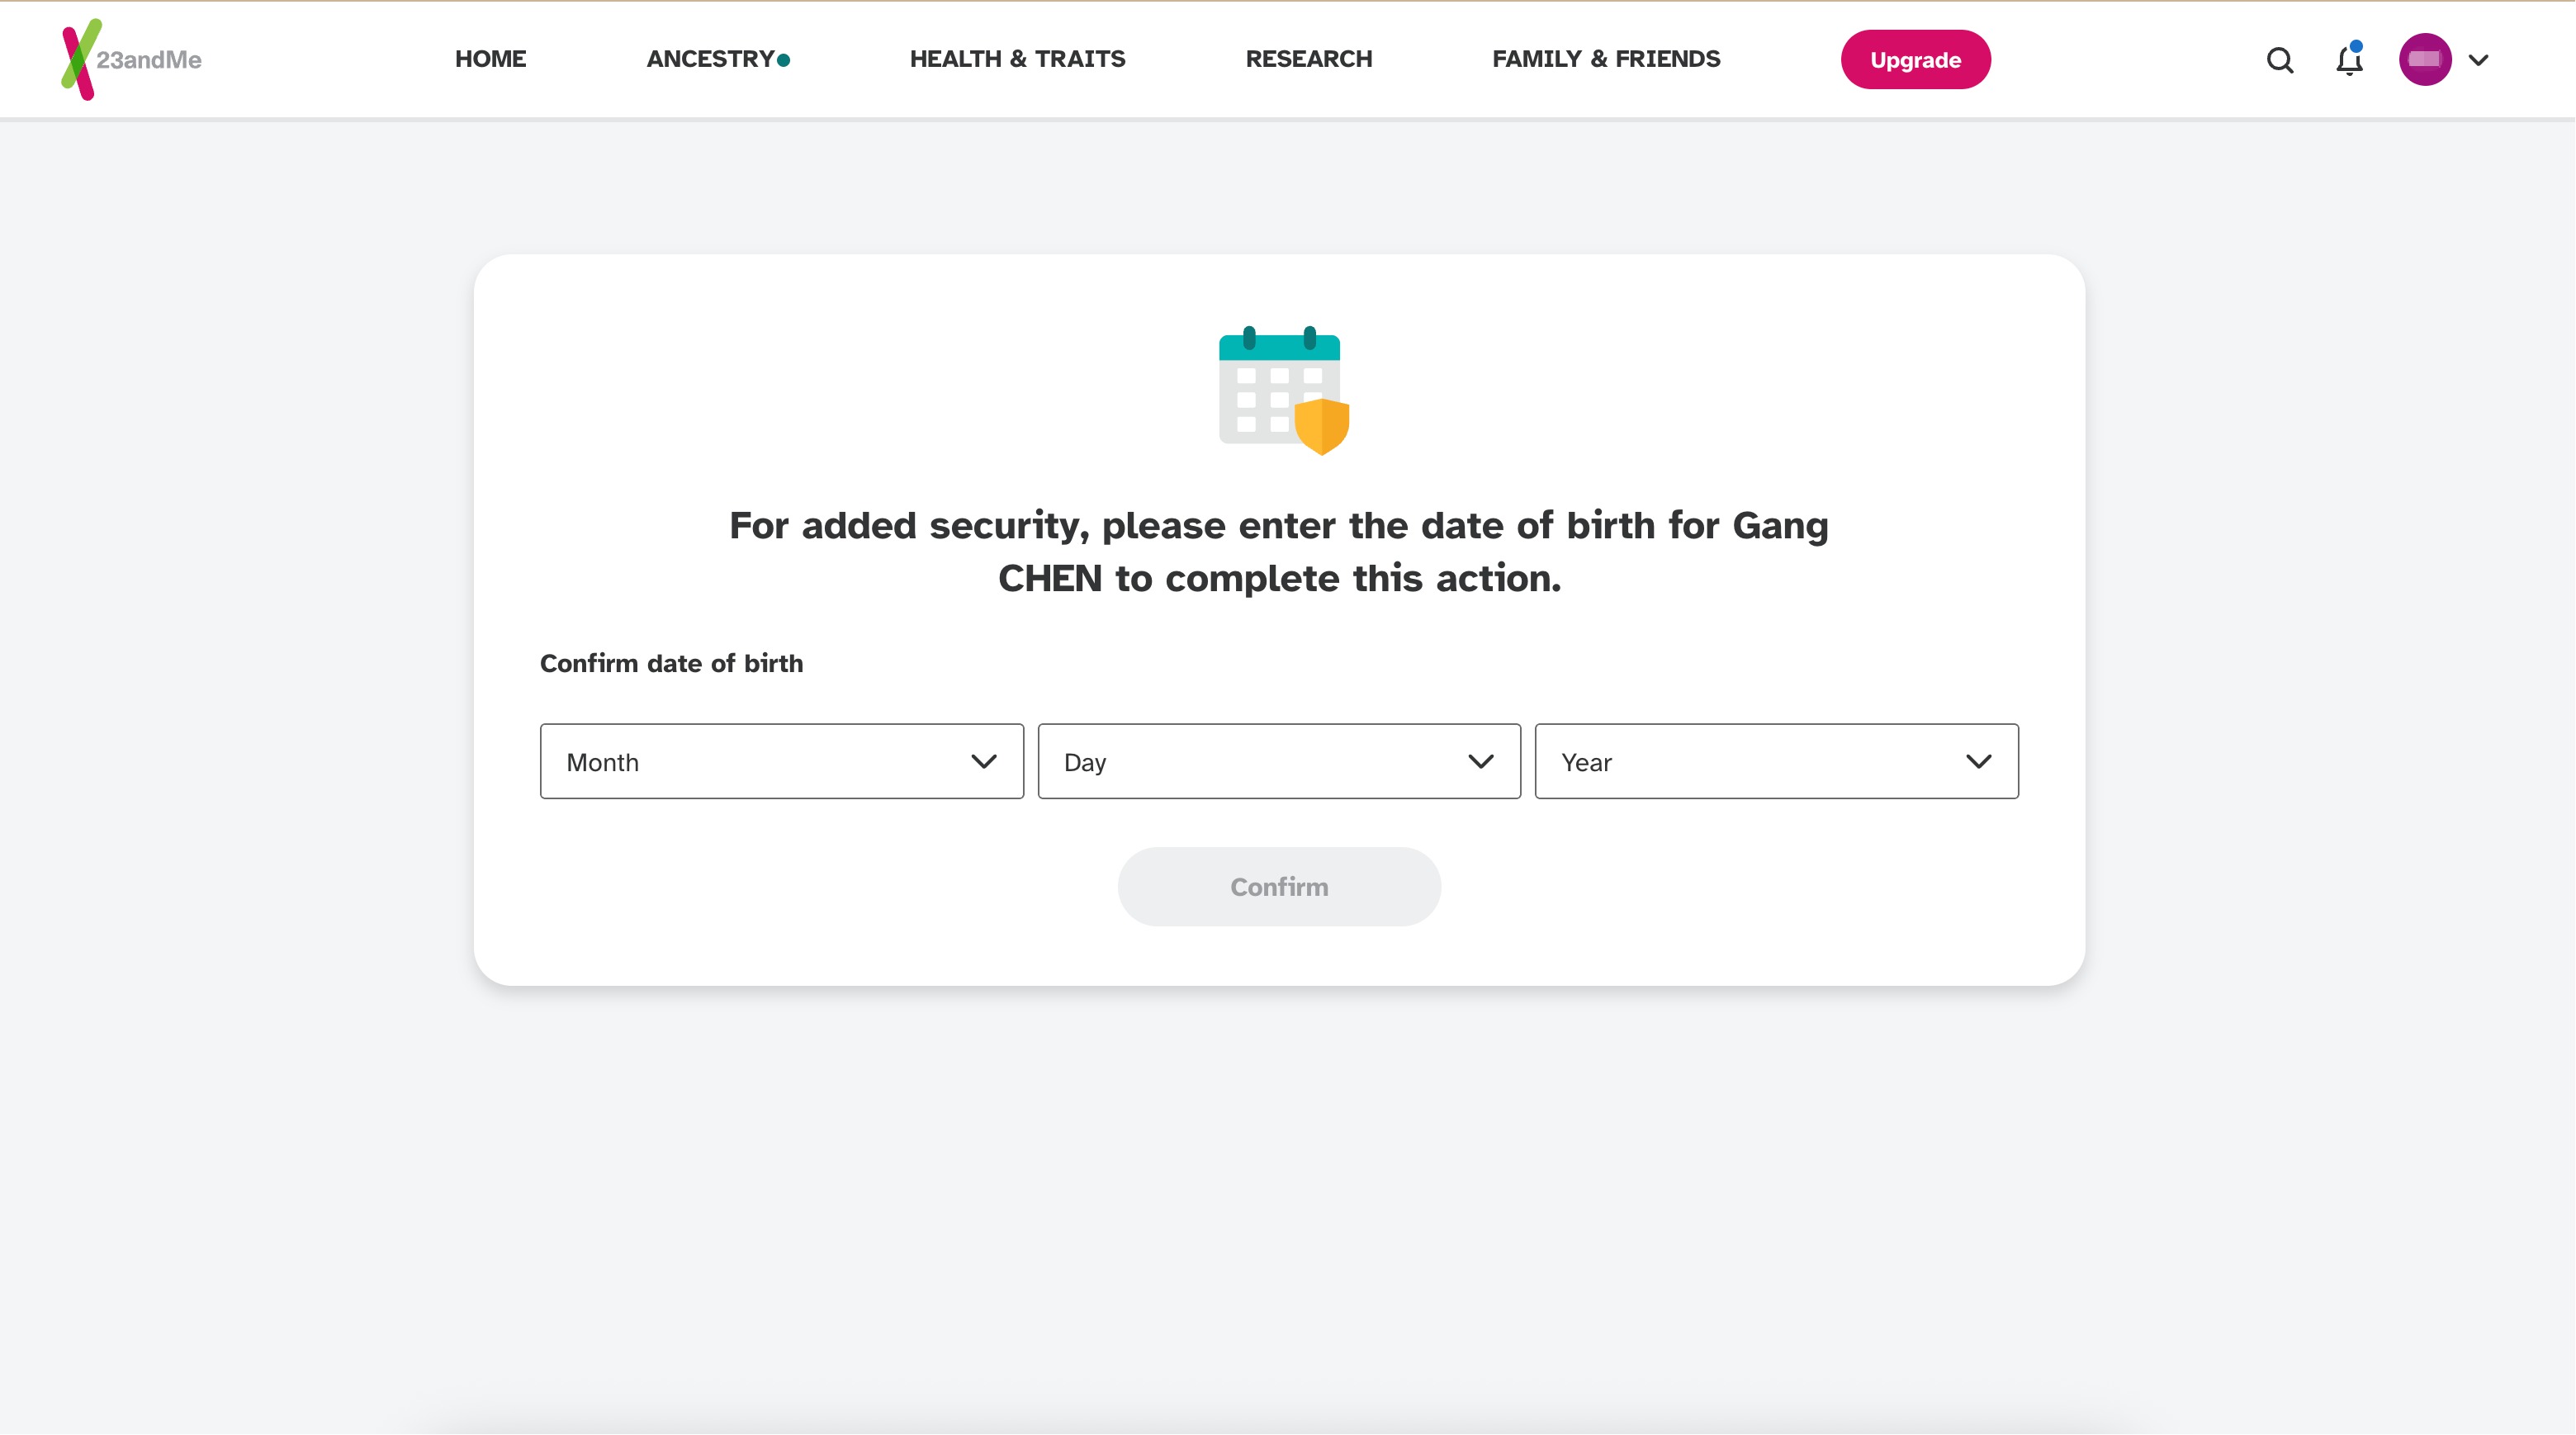 23andMe
HOME
ANCESTRY
HEALTH & TRAITS
RESEARCH
FAMILY & FRIENDS
Upgrade
For added security, please enter the date of birth for Gang
CHEN to complete this action.
Confirm date of birth
Month
Day
Year
Confirm